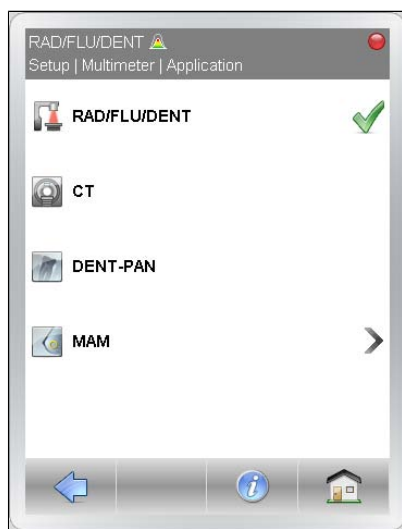 RAD/FLU/DENT
Setup | Multimeter | Application
RAD/FLU/DENT
CT
DENT-PAN
MAM